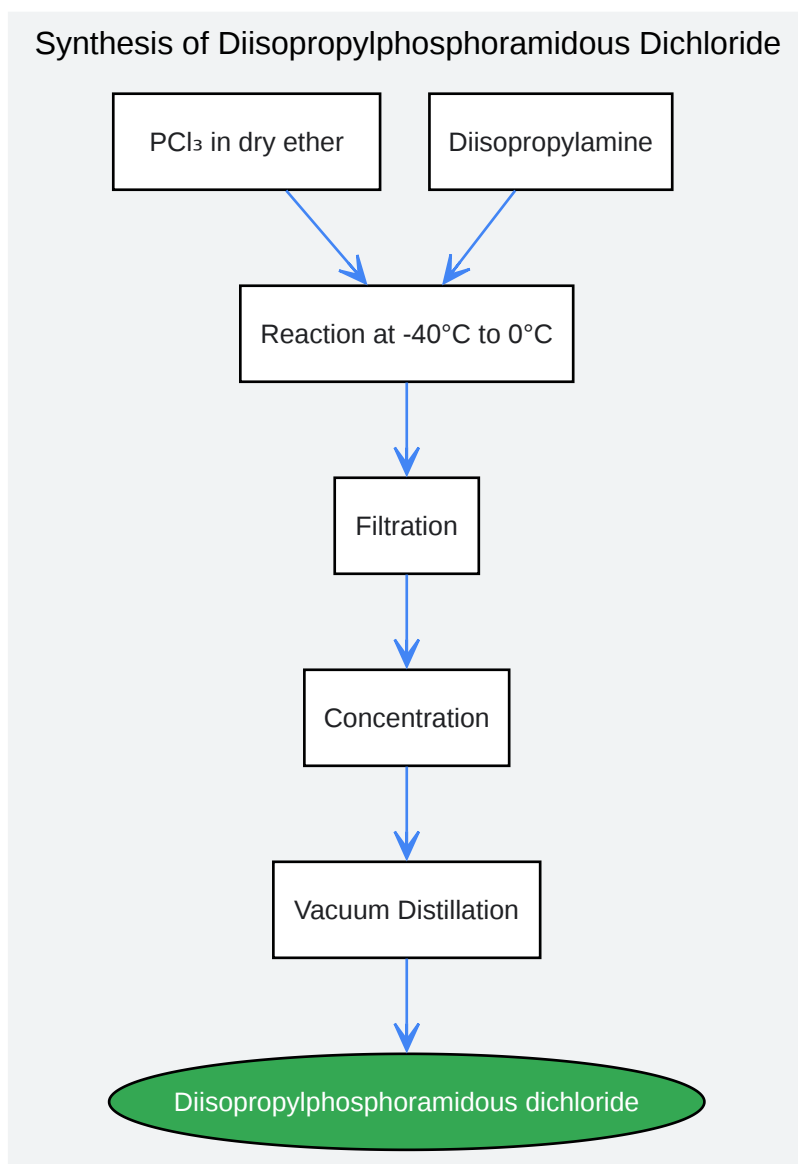 Synthesis of Diisopropylphosphoramidous Dichloride
PCl₃ in dry ether
Diisopropylamine
Reaction at -40°C to 0°C
Filtration
Concentration
Vacuum Distillation
Diisopropylphosphoramidous dichloride